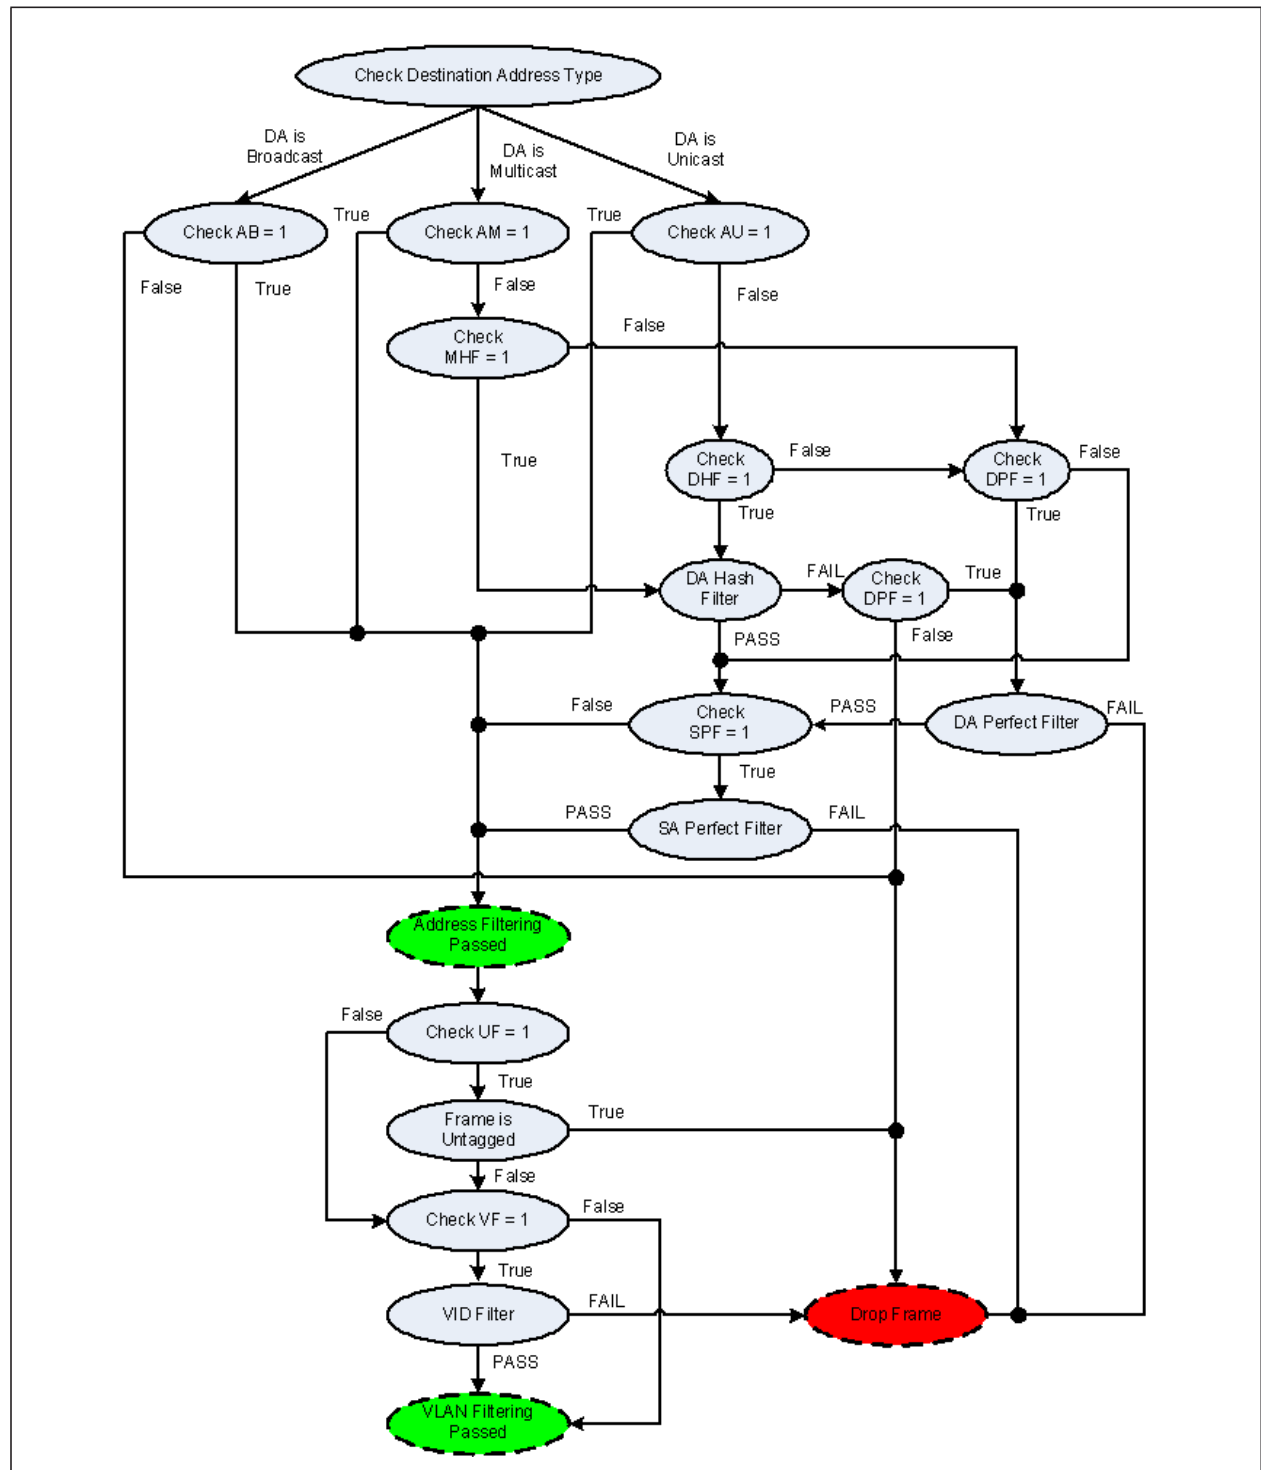 Check Destination Address Type
DA is
Broadcast
DA is
Multicast
DA is
Unicast
Check AB = 1
True
Check AM = 1
True
Check AU = 1
False
True
False
False
Check
MHF = 1
False
True
Check
DHF = 1
False
Check
DPF = 1
False
True
True
DA Hash
Filter
FAIL
Check
DPF = 1
True
PASS
False
False
Check
SPF = 1
PASS
DA Perfect Filter
FAIL
True
PASS
SA Perfect Filter
FAIL
Address Filtering
Passed
False
Check UF = 1
True
Frame is
Untagged
True
False
Check VF = 1
False
True
VID Filter
FAIL
Drop Frame
PASS
VLAN Filtering
Passed